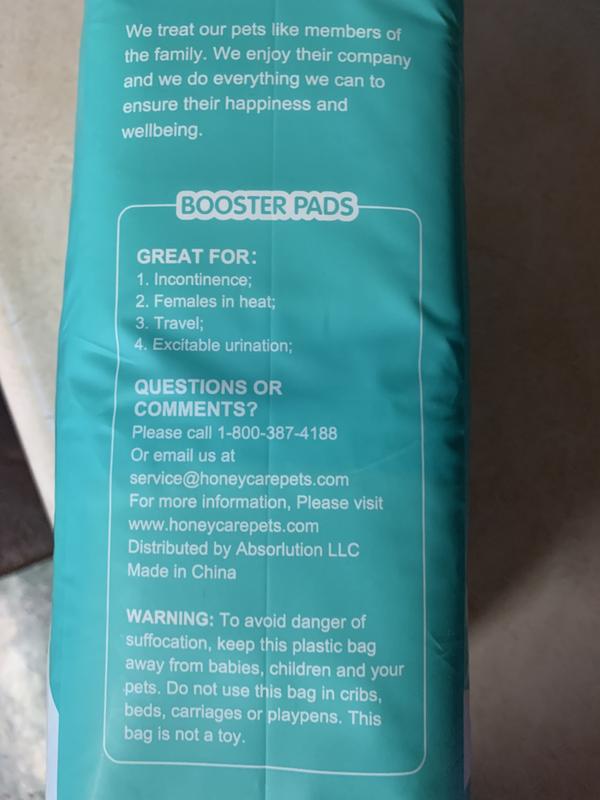 We treat our pets like members of
the family. We enjoy their company
and we do everything we can to
ensure their happiness and
wellbeing.
BOOSTER PADS
GREAT FOR:
1. Incontinence;
2. Females in heat;
3. Travel;
4. Excitable urination;
QUESTIONS OR
COMMENTS?
Please call 1-800-387-4188
Or email us at
service@honeycarepets.com
For more information, Please visit
www.honeycarepets.com
Distributed by Absorlution LLC
Made in China
WARNING: To avoid danger of
suffocation, keep this plastic bag
away from babies, children and your
pets. Do not use this bag in cribs,
beds, carriages or playpens. This
bag is not a toy.